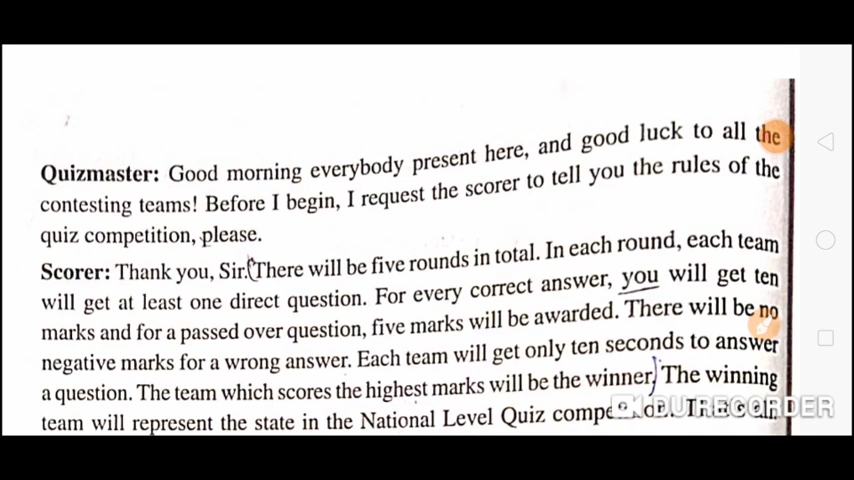 Quizmaster: Good morning everybody present here, and good luck to all the
contesting teams! Before I begin, I request the scorer to tell you the rules of the
quiz competition, please.
Scorer: Thank you, Sir. (There will be five rounds in total. In each round, each team
will get at least one direct question. For every correct answer, you will get ten
marks and for a passed over question, five marks will be awarded. There will be no
negative marks for a wrong answer. Each team will get only ten seconds to answer
a question. The team which scores the highest marks will be the winner.) The winning
team will represent the state in the National Level Quiz
DU RECORDER